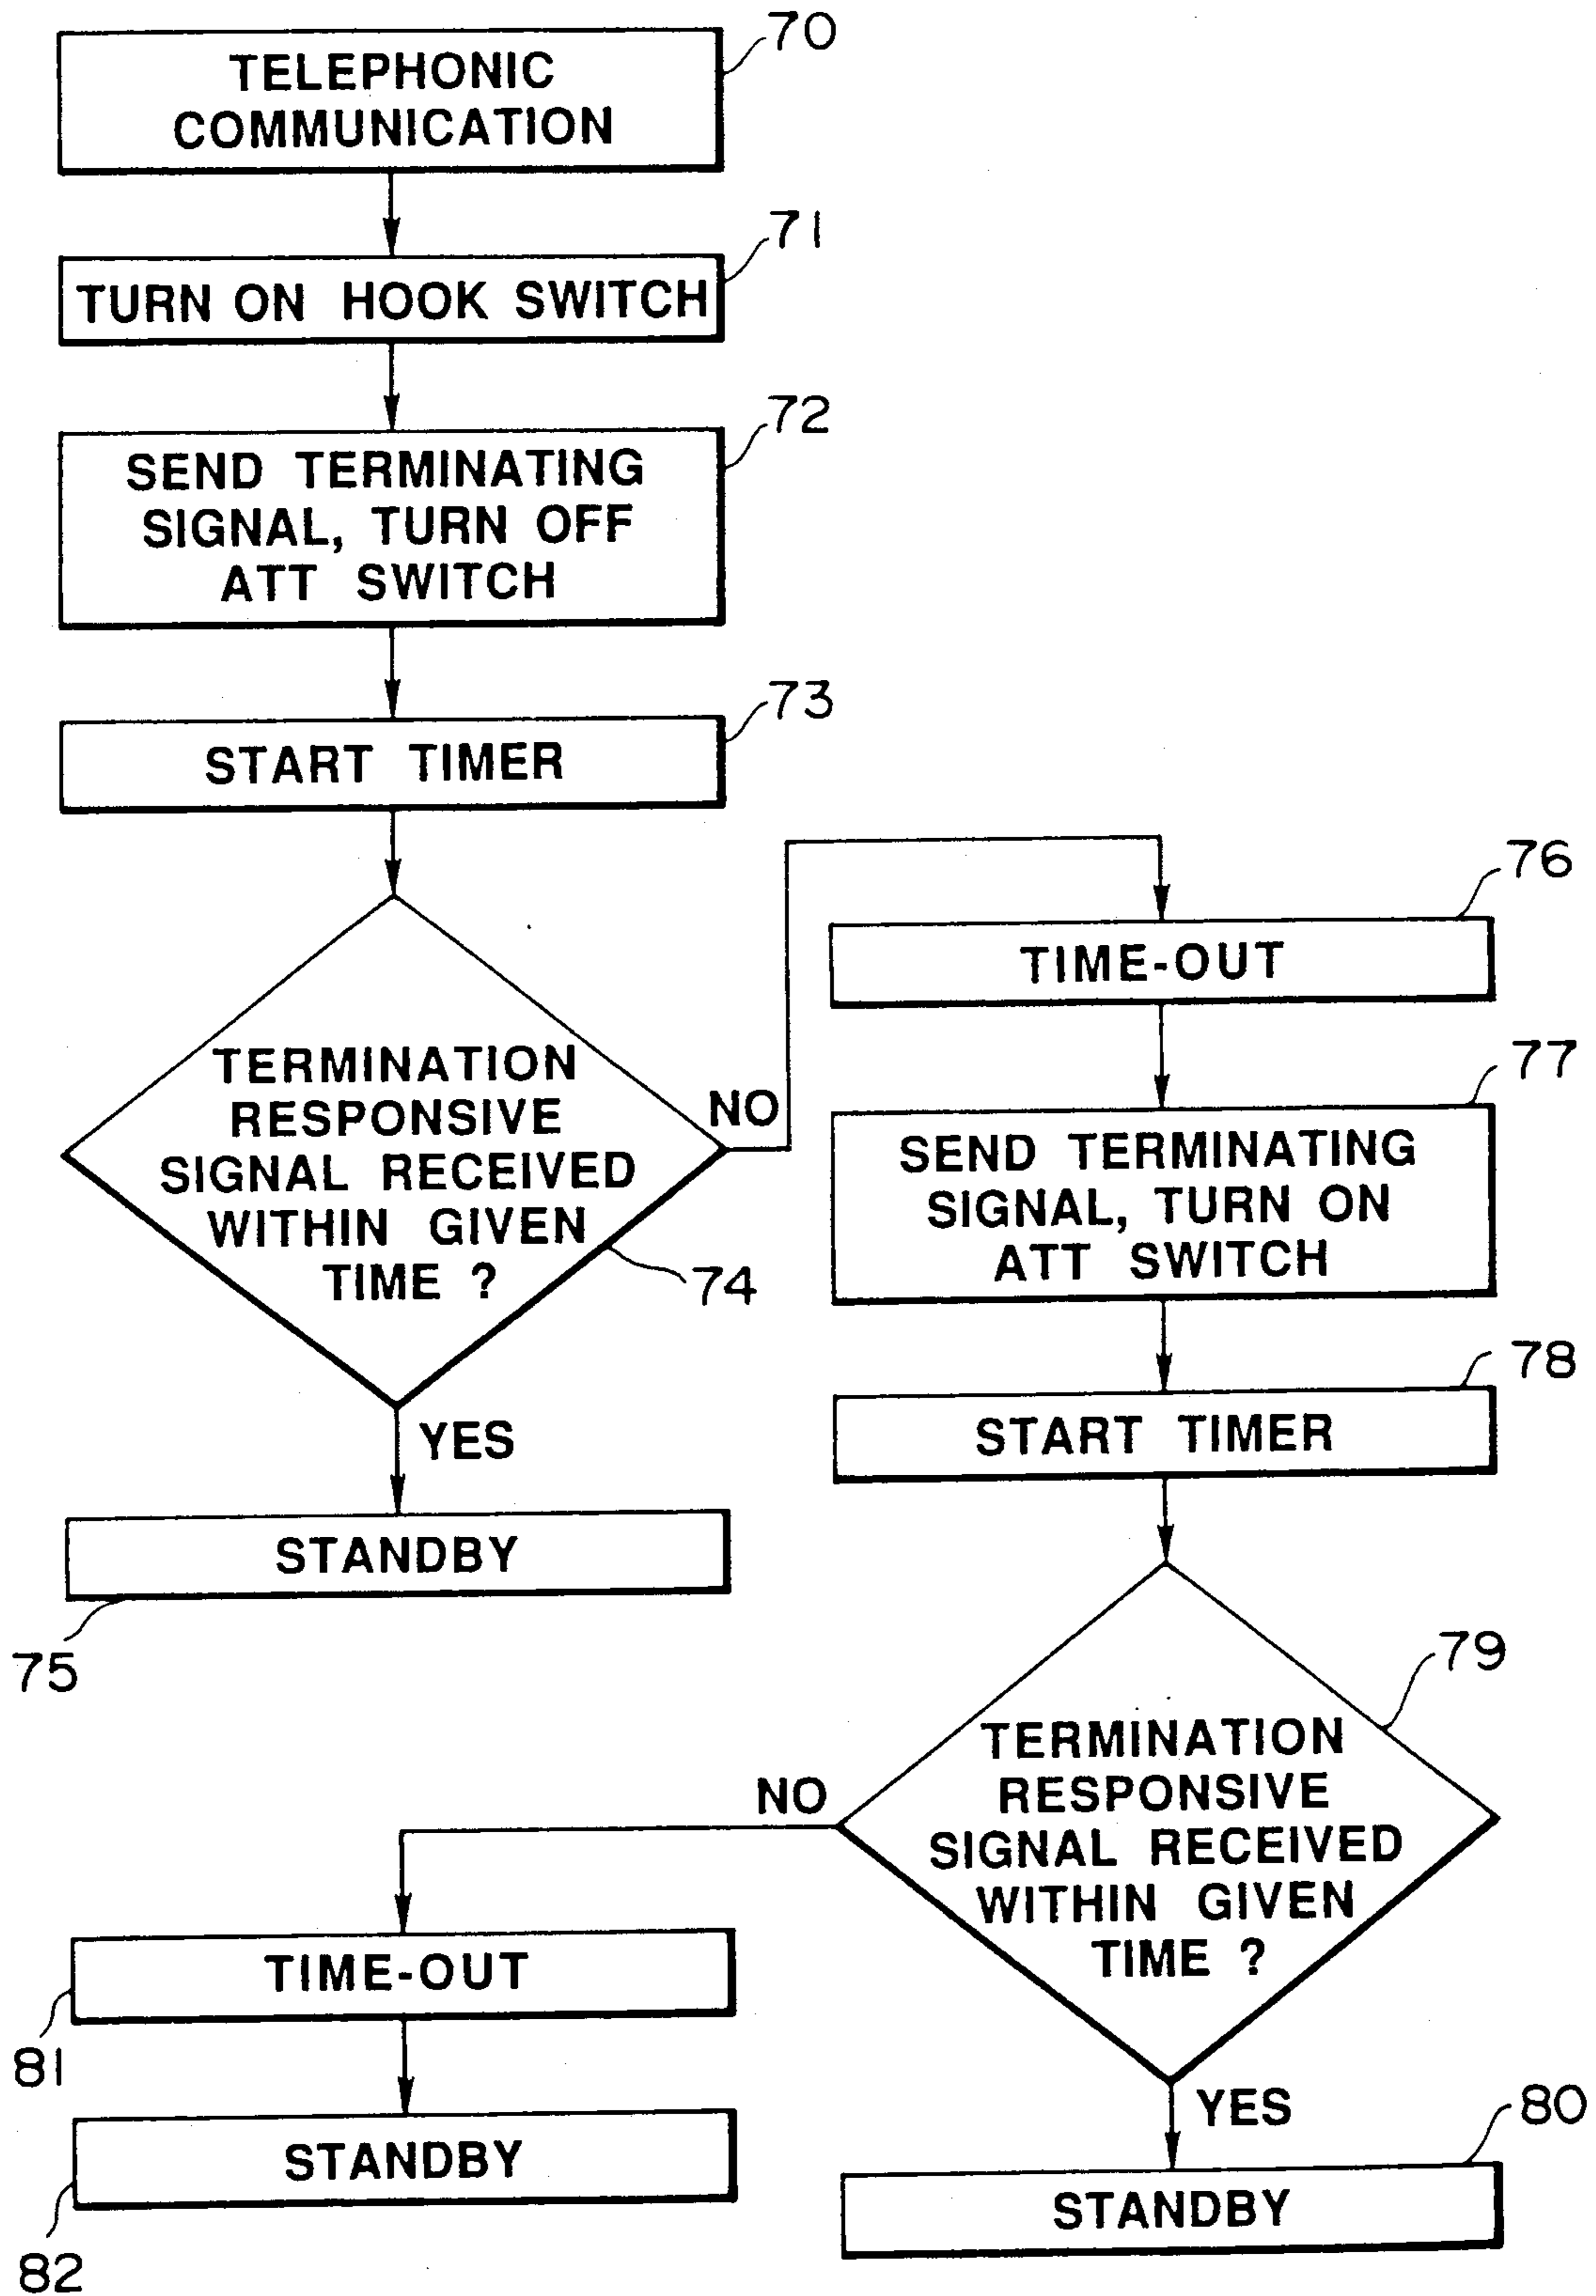 70
TELEPHONIC
COMMUNICATION
71
TURN ON HOOK SWITCH
72
SEND TERMINATING
SIGNAL, TURN OFF
ATT SWITCH
73
START TIMER
TERMINATION
RESPONSIVE
SIGNAL RECEIVED
WITHIN GIVEN
TIME ?
74
NO
YES
STANDBY
75
76
TIME-OUT
77
SEND TERMINATING
SIGNAL, TURN ON
ATT SWITCH
78
START TIMER
79
TERMINATION
RESPONSIVE
SIGNAL RECEIVED
WITHIN GIVEN
TIME ?
NO
TIME-OUT
81
STANDBY
82
YES
80
STANDBY